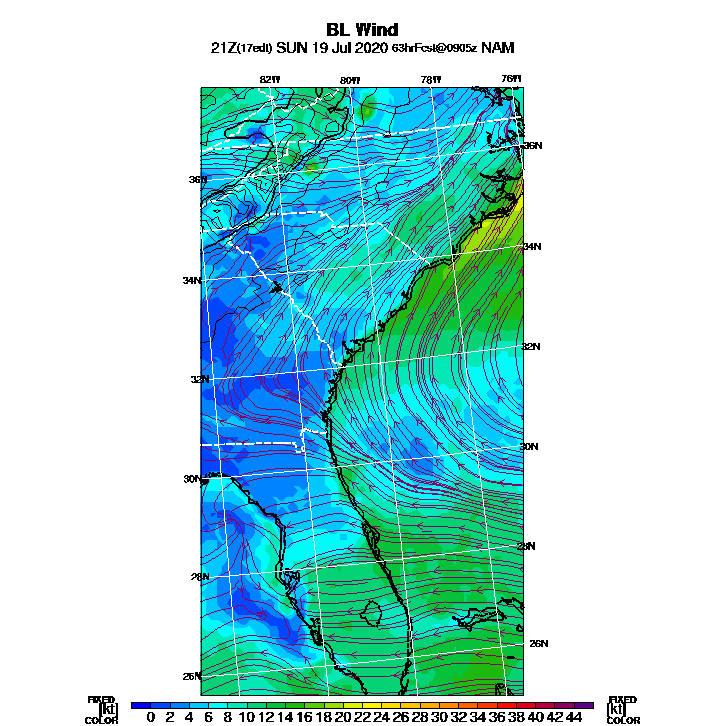 BL Wind
21Z(17edt) SUN 19 Jul 2020 63hrFcst@0905z NAM
82W 80W 78W 76W
36N
36N
34N
34N
32N
32N
30N
30N
28N
28N
26N
26N
FIXED FIXED
[kt] 0 2 4 6 8 10 12 14 16 18 20 22 24 26 28 30 32 34 36 38 40 42 44 [kt]
COLOR COLOR